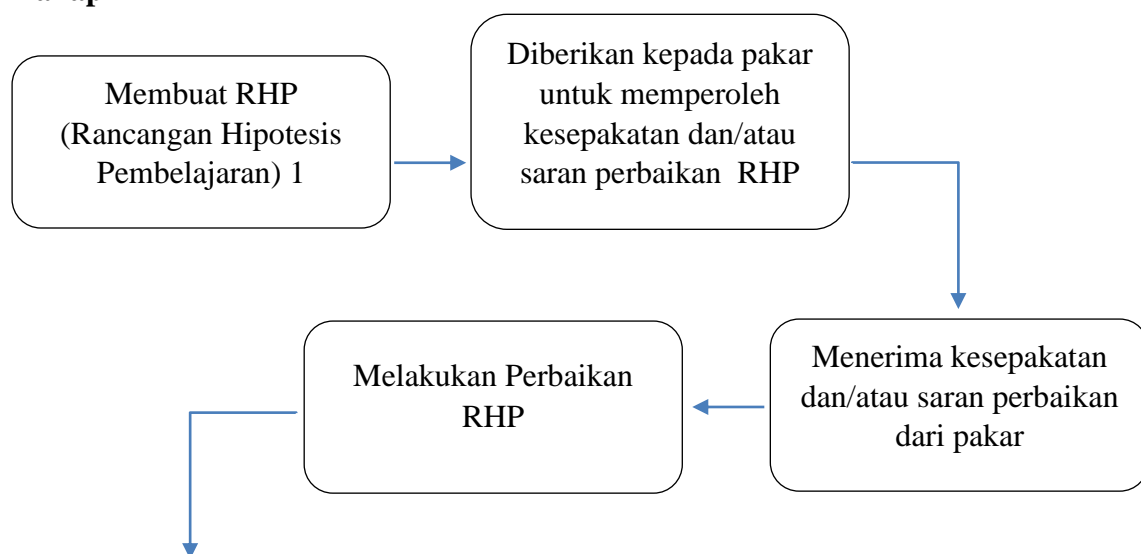 Membuat RHP
(Rancangan Hipotesis
Pembelajaran) 1
Diberikan kepada pakar
untuk memperoleh
kesepakatan dan/atau
saran perbaikan RHP
Menerima kesepakatan
dan/atau saran perbaikan
dari pakar
Melakukan Perbaikan
RHP